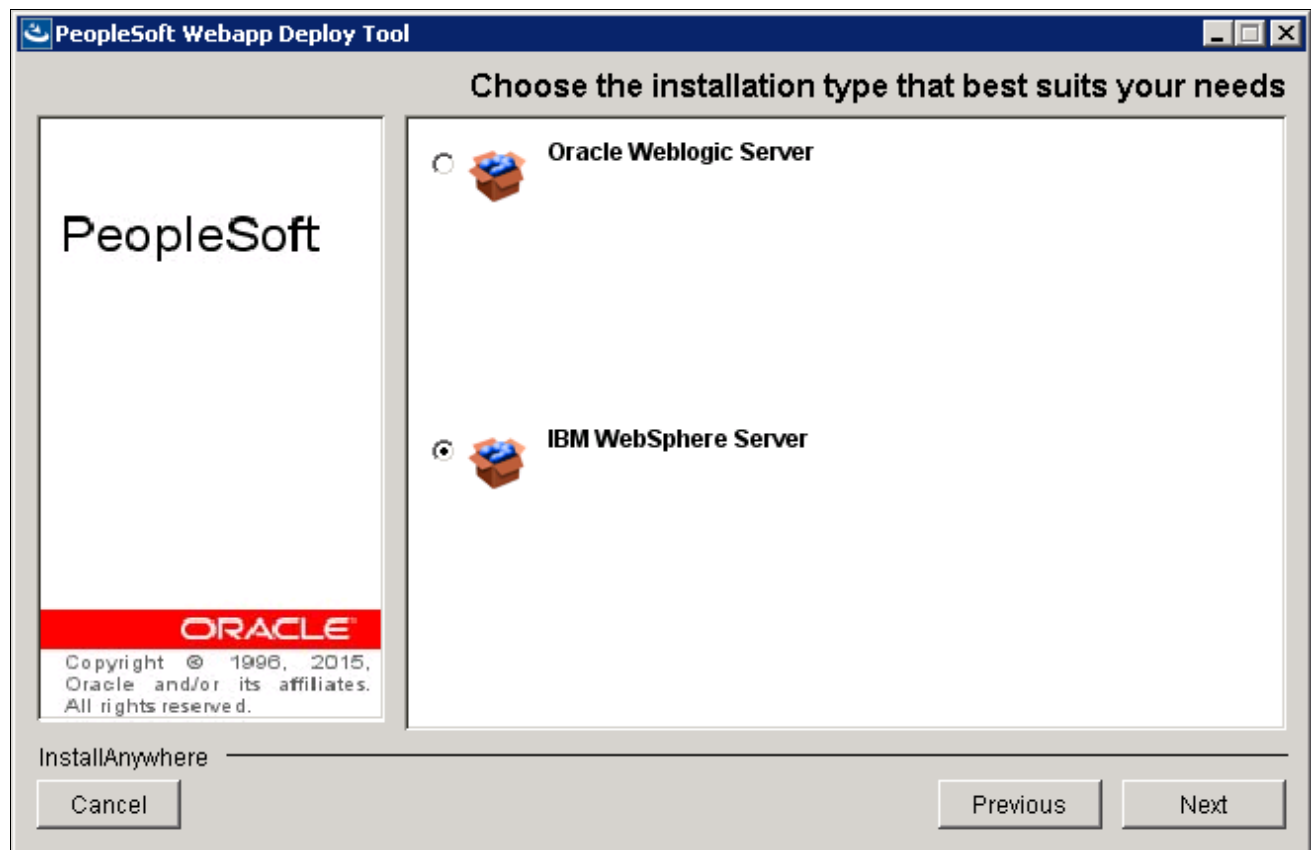 PeopleSoft Webapp Deploy Tool
Choose the installation type that best suits your needs
PeopleSoft
ORACLE
Copyright © 1996, 2015,
Oracle and/or its affiliates.
All rights reserved.
Oracle Weblogic Server
IBM WebSphere Server
InstallAnywhere
Cancel
Previous
Next